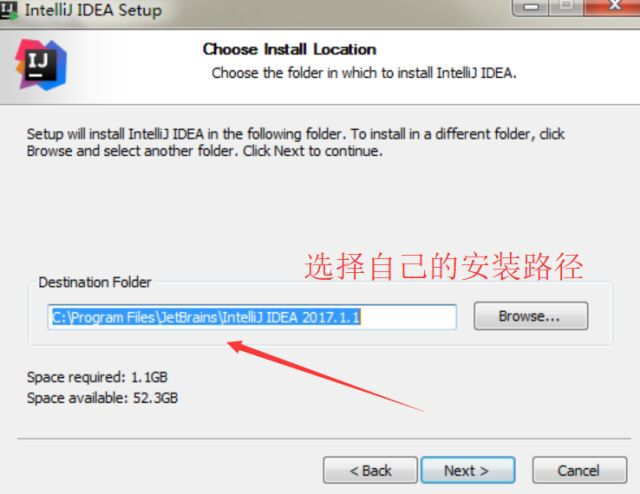 IntelliJ IDEA Setup
IJ
Choose Install Location
Choose the folder in which to install IntelliJ IDEA.
Setup will install IntelliJ IDEA in the following folder. To install in a different folder, click
Browse and select another folder. Click Next to continue.
选择自己的安装路径
Destination Folder
C:\Program Files\JetBrains\IntelliJ IDEA 2017.1.1
Browse...
Space required: 1.1GB
Space available: 52.3GB
< Back
Next >
Cancel